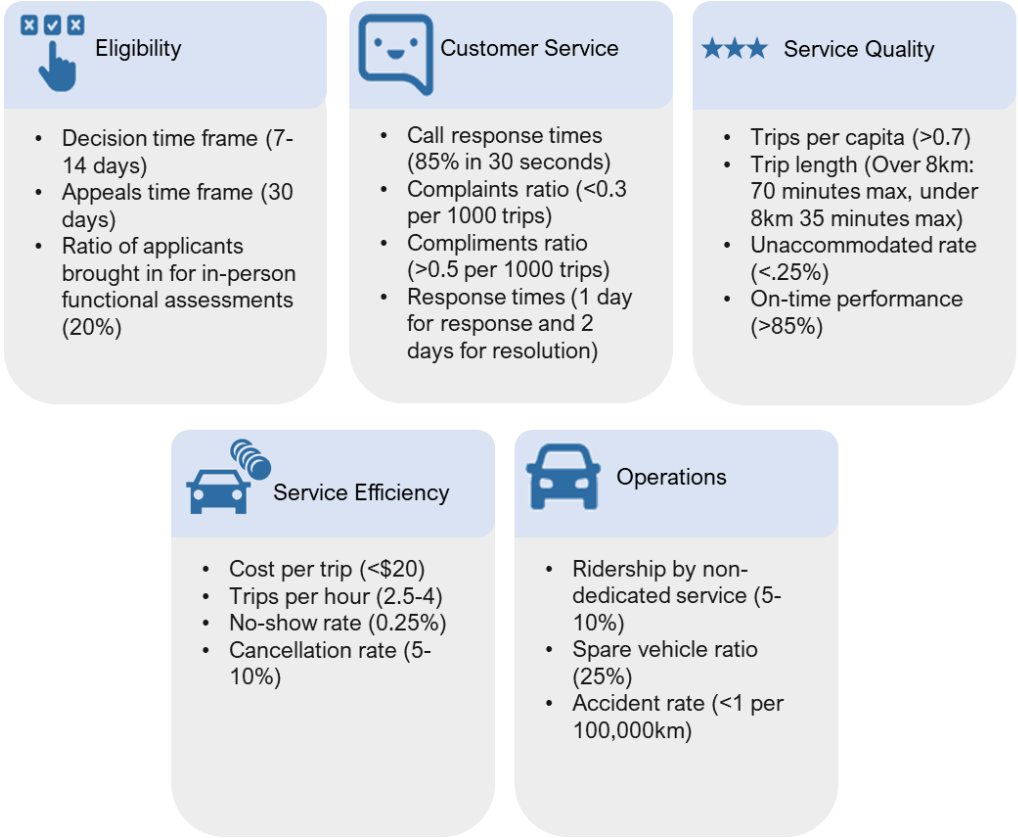 Eligibility
• Decision time frame (7-
14 days)
• Appeals time frame (30
days)
• Ratio of applicants
brought in for in-person
functional assessments
(20%)
Customer Service
• Call response times
(85% in 30 seconds)
• Complaints ratio (<0.3
per 1000 trips)
• Compliments ratio
(>0.5 per 1000 trips)
• Response times (1 day
for response and 2
days for resolution)
Service Quality
• Trips per capita (>0.7)
• Trip length (Over 8km:
70 minutes max, under
8km 35 minutes max)
• Unaccommodated rate
(<.25%)
• On-time performance
(>85%)
Service Efficiency
• Cost per trip (<$20)
• Trips per hour (2.5-4)
• No-show rate (0.25%)
• Cancellation rate (5-
10%)
Operations
• Ridership by non-
dedicated service (5-
10%)
• Spare vehicle ratio
(25%)
• Accident rate (<1 per
100,000km)